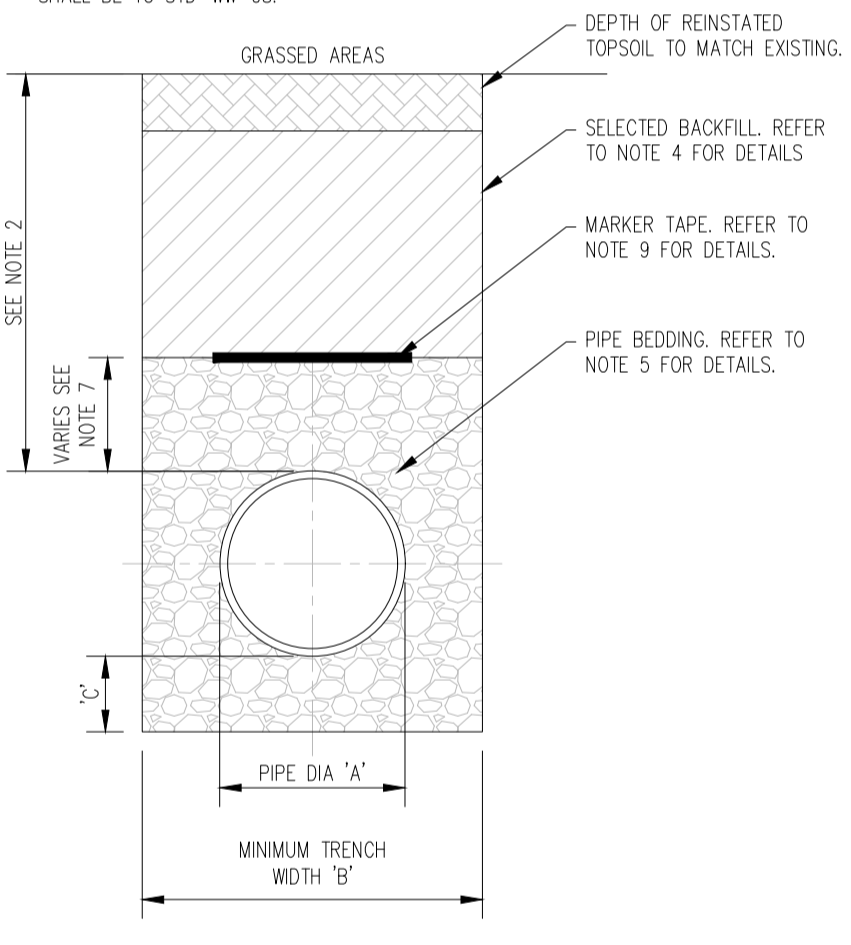 GRASSED AREAS
DEPTH OF REINSTATED
TOPSOIL TO MATCH EXISTING.
SELECTED BACKFILL. REFER
TO NOTE 4 FOR DETAILS
MARKER TAPE. REFER TO
NOTE 9 FOR DETAILS.
PIPE BEDDING. REFER TO
NOTE 5 FOR DETAILS.
SEE NOTE 2
VARIES SEE
NOTE 7
'C'
PIPE DIA 'A'
MINIMUM TRENCH
WIDTH 'B'